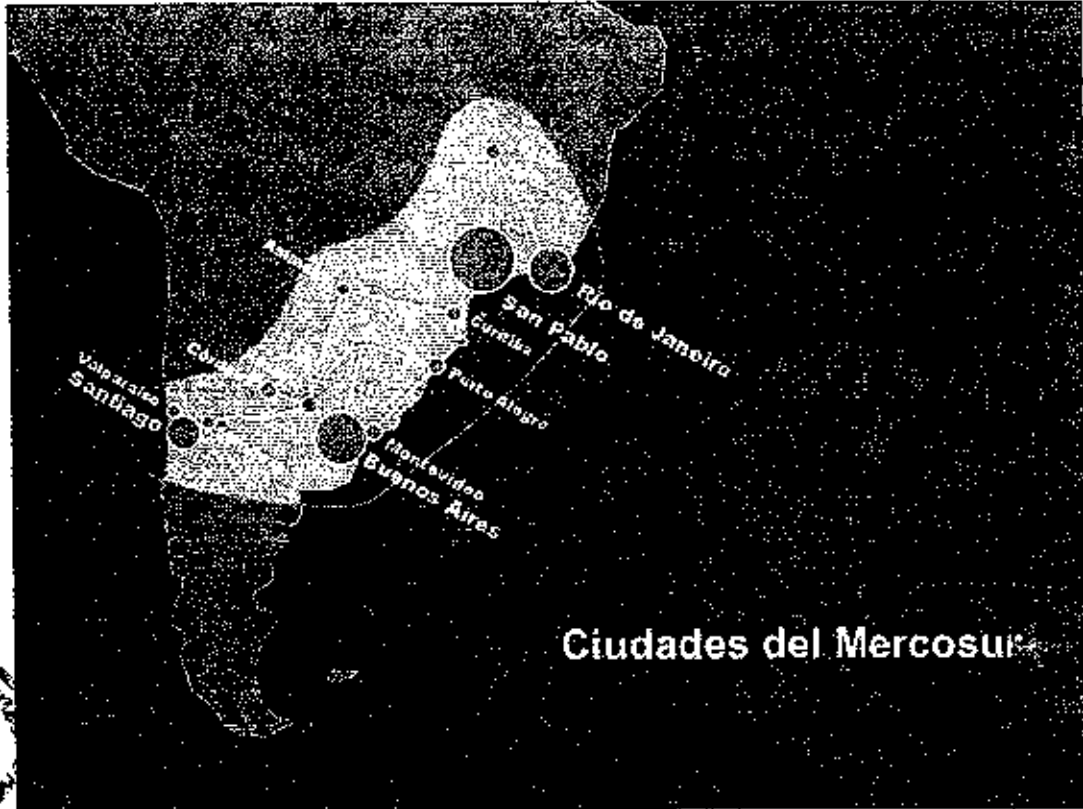 Río de Janeiro
San Pablo
Curitiba
Porto Alegre
Valparaíso
Santiago
Montevideo
Buenos Aires
Ciudades del Mercosur